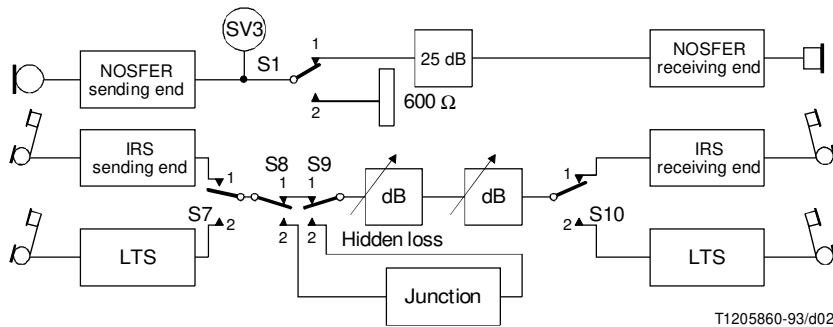 SV3
NOSFER
sending end
S1
1
2
600 Ω
25 dB
NOSFER
receiving end
IRS
sending end
1
S7
2
S8
1
2
S9
1
2
dB
dB
Hidden loss
1
2
S10
IRS
receiving end
LTS
Junction
LTS
T1205860-93/d02